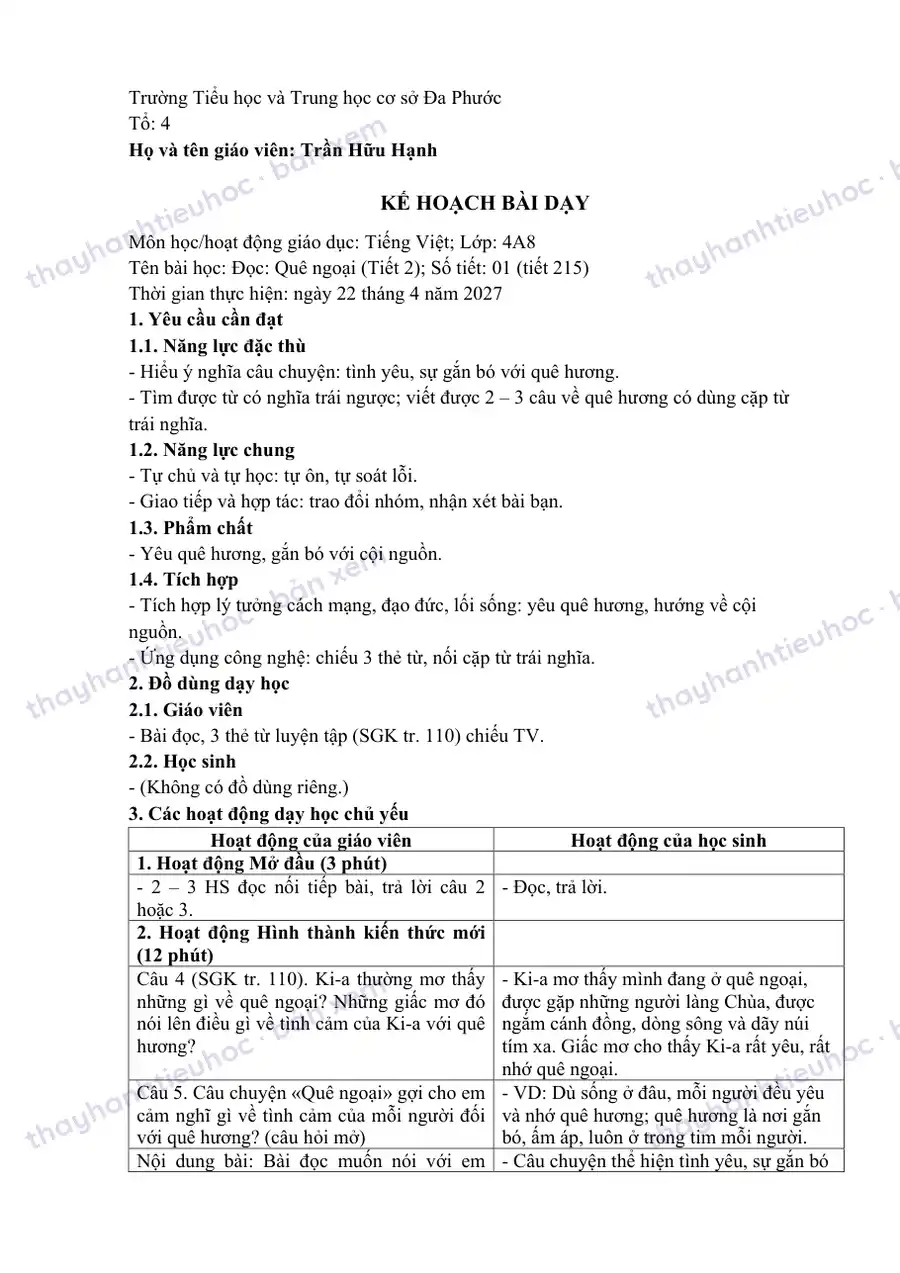 Trường Tiểu học và Trung học cơ sở Đa Phước
Tổ: 4
Họ và tên giáo viên: Trần Hữu Hạnh
KẾ HOẠCH BÀI DẠY
Môn học/hoạt động giáo dục: Tiếng Việt; Lớp: 4A8
Tên bài học: Đọc: Quê ngoại (Tiết 2); Số tiết: 01 (tiết 215)
Thời gian thực hiện: ngày 22 tháng 4 năm 2027
1. Yêu cầu cần đạt
1.1. Năng lực đặc thù
- Hiểu ý nghĩa câu chuyện: tình yêu, sự gắn bó với quê hương.
- Tìm được từ có nghĩa trái ngược; viết được 2 – 3 câu về quê hương có dùng cặp từ
trái nghĩa.
1.2. Năng lực chung
- Tự chủ và tự học: tự ôn, tự soát lỗi.
- Giao tiếp và hợp tác: trao đổi nhóm, nhận xét bài bạn.
1.3. Phẩm chất
- Yêu quê hương, gắn bó với cội nguồn.
1.4. Tích hợp
- Tích hợp lý tưởng cách mạng, đạo đức, lối sống: yêu quê hương, hướng về cội
nguồn.
- Ứng dụng công nghệ: chiếu 3 thẻ từ, nối cặp từ trái nghĩa.
2. Đồ dùng dạy học
2.1. Giáo viên
- Bài đọc, 3 thẻ từ luyện tập (SGK tr. 110) chiếu TV.
2.2. Học sinh
- (Không có đồ dùng riêng.)
3. Các hoạt động dạy học chủ yếu
Hoạt động của giáo viên
Hoạt động của học sinh
1. Hoạt động Mở đầu (3 phút)
- 2 – 3 HS đọc nối tiếp bài, trả lời câu 2
hoặc 3.
- Đọc, trả lời.
2. Hoạt động Hình thành kiến thức mới
(12 phút)
Câu 4 (SGK tr. 110). Ki-a thường mơ thấy
những gì về quê ngoại? Những giấc mơ đó
nói lên điều gì về tình cảm của Ki-a với quê
hương?
- Ki-a mơ thấy mình đang ở quê ngoại,
được gặp những người làng Chùa, được
ngắm cánh đồng, dòng sông và dãy núi
tím xa. Giấc mơ cho thấy Ki-a rất yêu, rất
nhớ quê ngoại.
Câu 5. Câu chuyện «Quê ngoại» gợi cho em
cảm nghĩ gì về tình cảm của mỗi người đối
với quê hương? (câu hỏi mở)
- VD: Dù sống ở đâu, mỗi người đều yêu
và nhớ quê hương; quê hương là nơi gắn
bó, ấm áp, luôn ở trong tim mỗi người.
Nội dung bài: Bài đọc muốn nói với em
- Câu chuyện thể hiện tình yêu, sự gắn bó
thayhanhtieuhoc · bản xem
thayhanhtieuhoc · b
thayhanhtieuhoc · bản xem
thayhanhtieuhoc · b
thayhanhtieuhoc · bản xem
thayhanhtieuhoc · b